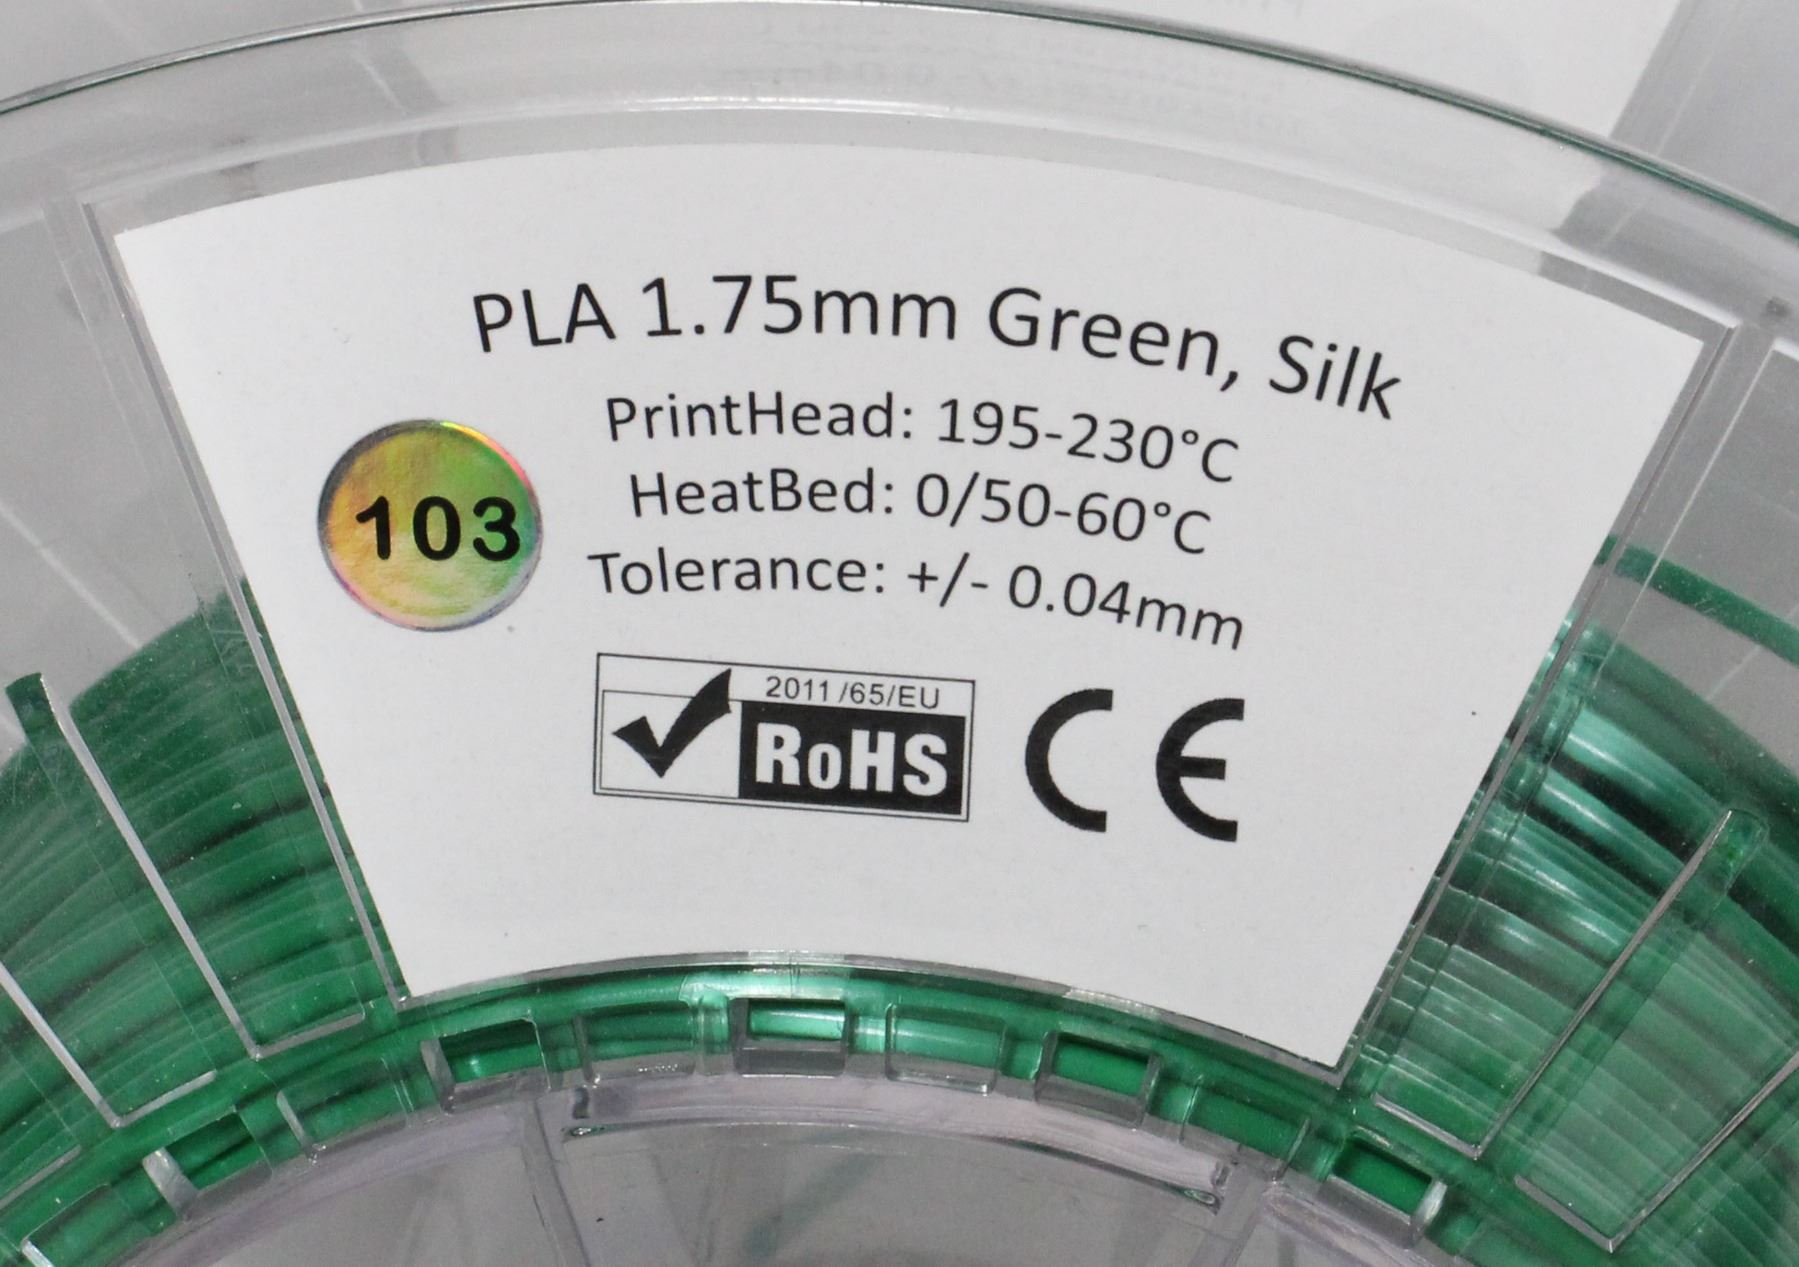 PLA 1.75mm Green, Silk
PrintHead: 195-230°C
HeatBed: 0/50-60°C
Tolerance: +/- 0.04mm
103
2011/65/EU
RoHS
CE